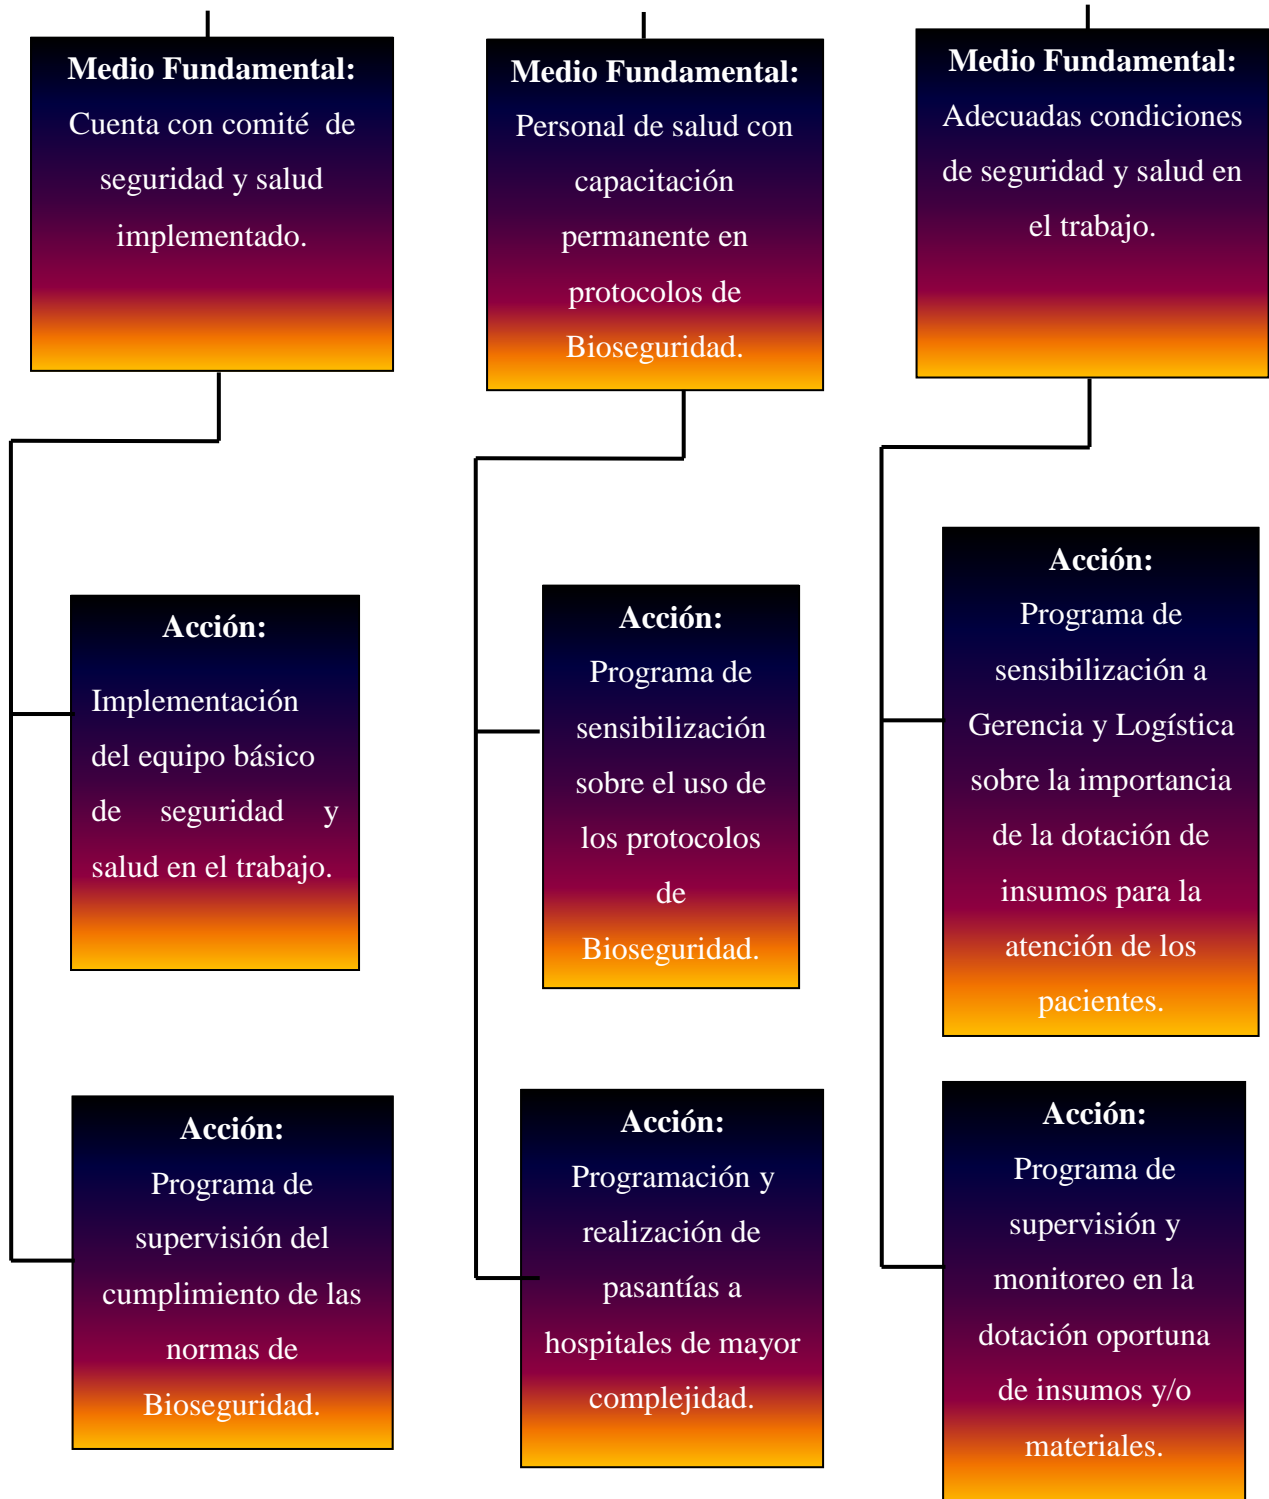 Medio Fundamental:
Cuenta con comité de
seguridad y salud
implementado.
Medio Fundamental:
Personal de salud con
capacitación
permanente en
protocolos de
Bioseguridad.
Medio Fundamental:
Adecuadas condiciones
de seguridad y salud en
el trabajo.
Acción:
Implementación
del equipo básico
de seguridad y
salud en el trabajo.
Acción:
Programa de
sensibilización
sobre el uso de
los protocolos
de
Bioseguridad.
Acción:
Programa de
sensibilización a
Gerencia y Logística
sobre la importancia
de la dotación de
insumos para la
atención de los
pacientes.
Acción:
Programa de
supervisión del
cumplimiento de las
normas de
Bioseguridad.
Acción:
Programación y
realización de
pasantías a
hospitales de mayor
complejidad.
Acción:
Programa de
supervisión y
monitoreo en la
dotación oportuna
de insumos y/o
materiales.